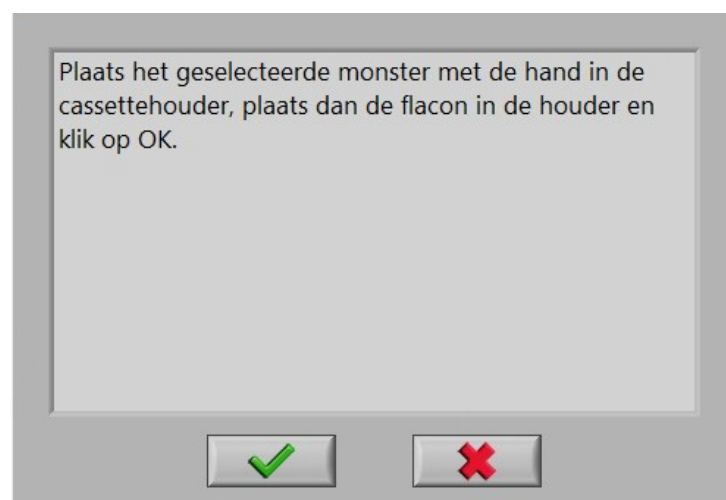 Plaats het geselecteerde monster met de hand in de
cassettehouder, plaats dan de flacon in de houder en
klik op OK.